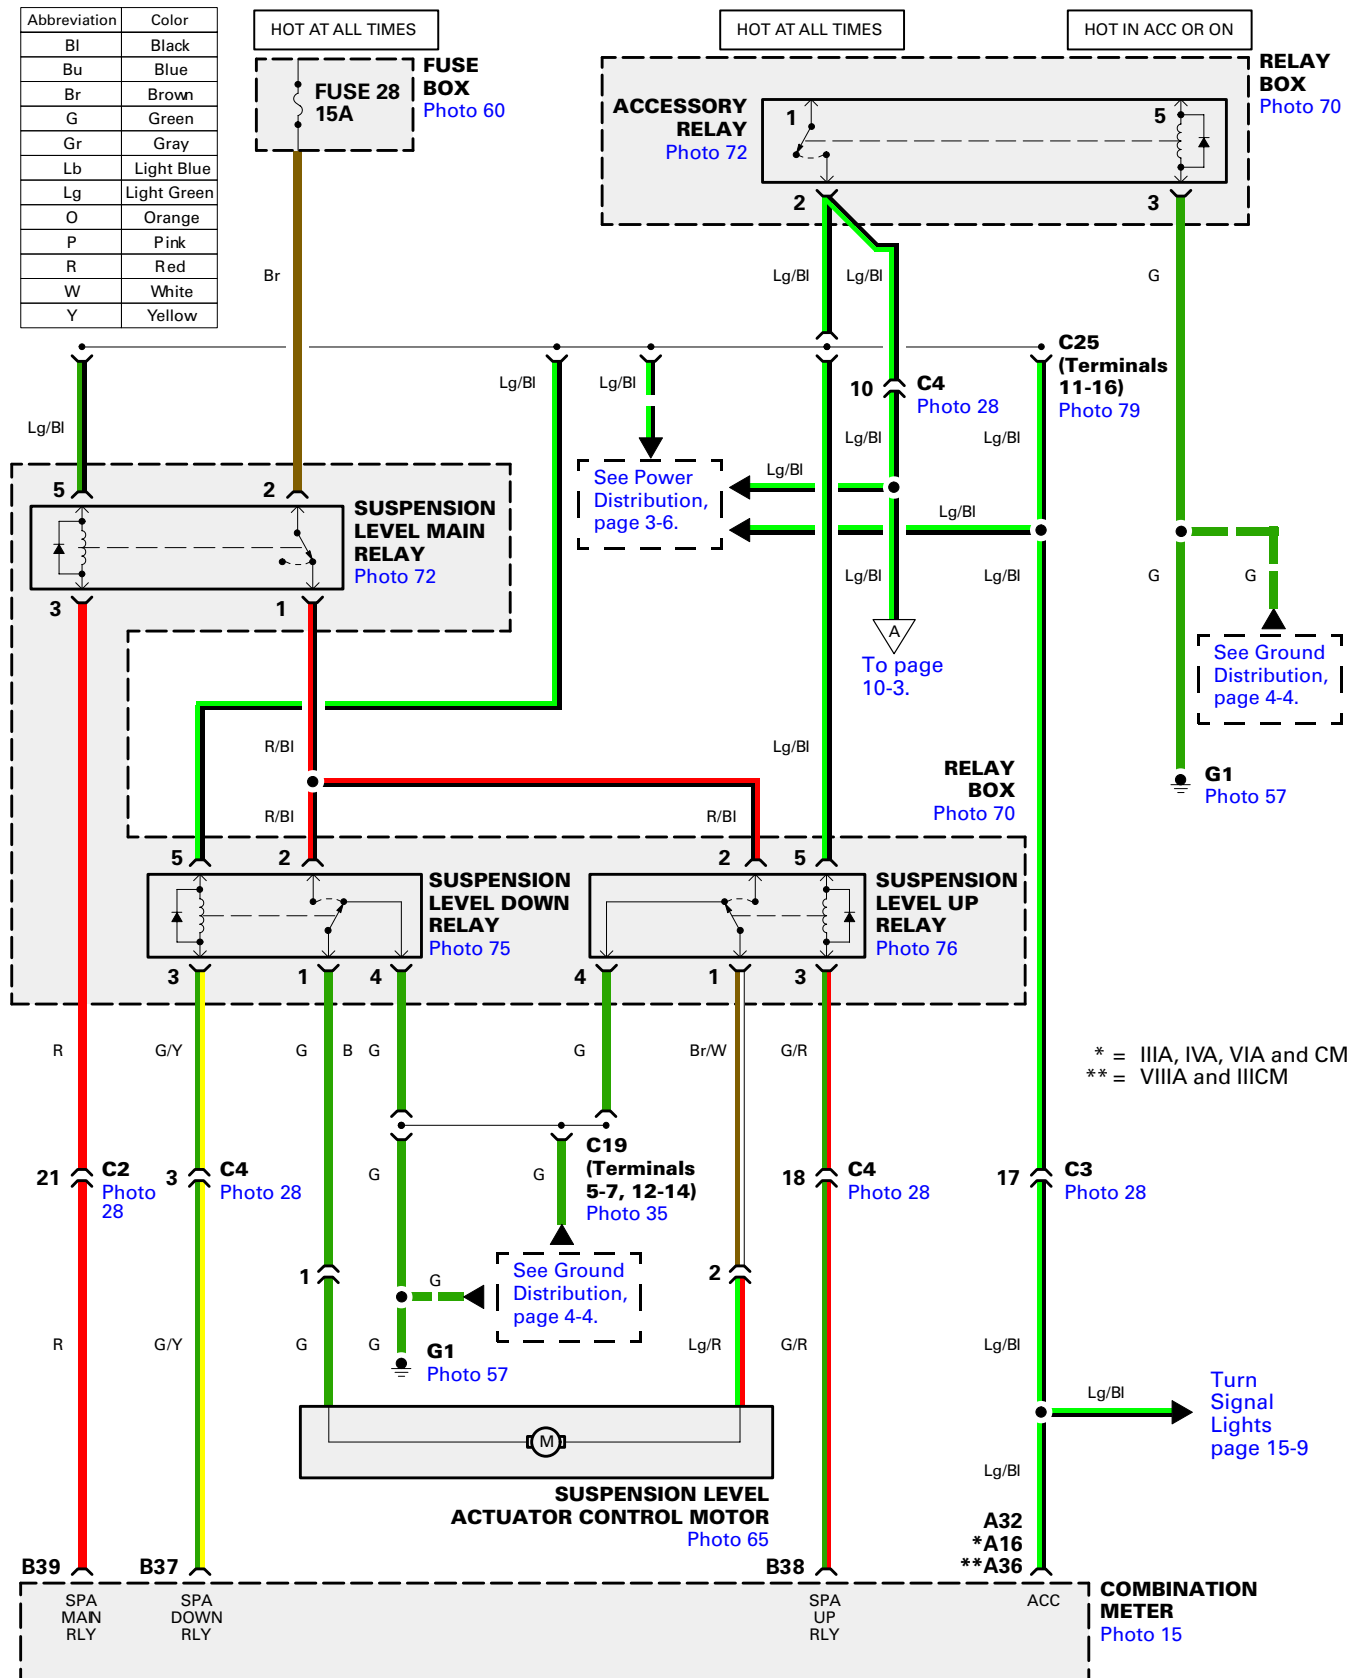 Abbreviation Color
Bl Black
Bu Blue
Br Brown
G Green
Gr Gray
Lb Light Blue
Lg Light Green
O Orange
P Pink
R Red
W White
Y Yellow
HOT AT ALL TIMES
HOT AT ALL TIMES
HOT IN ACC OR ON
FUSE 28
15A
FUSE
BOX
Photo 60
ACCESSORY
RELAY
Photo 72
1
5
2
3
RELAY
BOX
Photo 70
Br
Lg/Bl
Lg/Bl
G
Lg/Bl
Lg/Bl
Lg/Bl
10
C4
Photo 28
C25
(Terminals
11-16)
Photo 79
Lg/Bl
Lg/Bl
Lg/Bl
Lg/Bl
See Power
Distribution,
page 3-6.
5
2
SUSPENSION
LEVEL MAIN
RELAY
Photo 72
3
1
Lg/Bl
Lg/Bl
Lg/Bl
G
G
A
To page
10-3.
See Ground
Distribution,
page 4-4.
R/Bl
Lg/Bl
RELAY
BOX
Photo 70
G1
Photo 57
R/Bl
R/Bl
5
2
2
5
SUSPENSION
LEVEL DOWN
RELAY
Photo 75
SUSPENSION
LEVEL UP
RELAY
Photo 76
3
1
4
4
1
3
R
G/Y
G
B
G
G
Br/W
G/R
* = IIIA, IVA, VIA and CM
** = VIIIA and IIICM
21
C2
Photo
28
3
C4
Photo 28
G
G
C19
(Terminals
5-7, 12-14)
Photo 35
18
C4
Photo 28
17
C3
Photo 28
1
G
See Ground
Distribution,
page 4-4.
2
R
G/Y
G
G
G1
Photo 57
Lg/R
G/R
Lg/Bl
Lg/Bl
Turn
Signal
Lights
page 15-9
M
Lg/Bl
SUSPENSION LEVEL
ACTUATOR CONTROL MOTOR
Photo 65
A32
*A16
**A36
B39
B37
B38
SPA
MAIN
RLY
SPA
DOWN
RLY
SPA
UP
RLY
ACC
COMBINATION
METER
Photo 15